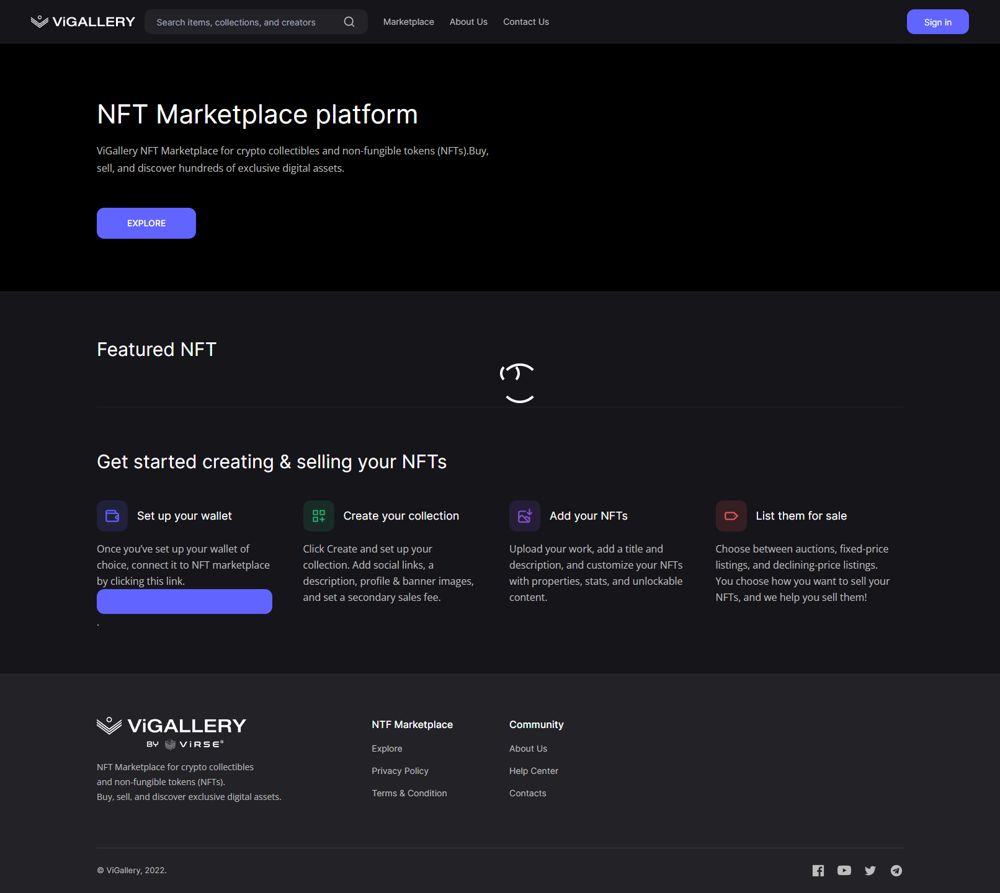 ViGALLERY
Search items, collections, and creators
Marketplace
About Us
Contact Us
Sign in
NFT Marketplace platform
ViGallery NFT Marketplace for crypto collectibles and non-fungible tokens (NFTs).Buy,
sell, and discover hundreds of exclusive digital assets.
EXPLORE
Featured NFT
Get started creating & selling your NFTs
Set up your wallet
Once you’ve set up your wallet of
choice, connect it to NFT marketplace
by clicking this link.
.
Create your collection
Click Create and set up your
collection. Add social links, a
description, profile & banner images,
and set a secondary sales fee.
Add your NFTs
Upload your work, add a title and
description, and customize your NFTs
with properties, stats, and unlockable
content.
List them for sale
Choose between auctions, fixed-price
listings, and declining-price listings.
You choose how you want to sell your
NFTs, and we help you sell them!
ViGALLERY
BY ViRSE®
NFT Marketplace for crypto collectibles
and non-fungible tokens (NFTs).
Buy, sell, and discover exclusive digital assets.
NTF Marketplace
Explore
Privacy Policy
Terms & Condition
Community
About Us
Help Center
Contacts
© ViGallery, 2022.